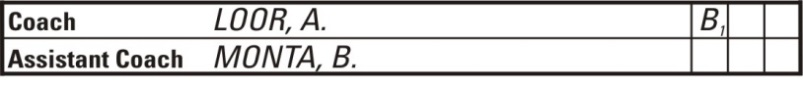 Coach LOOR, A. B₁
Assistant Coach MONTA, B.